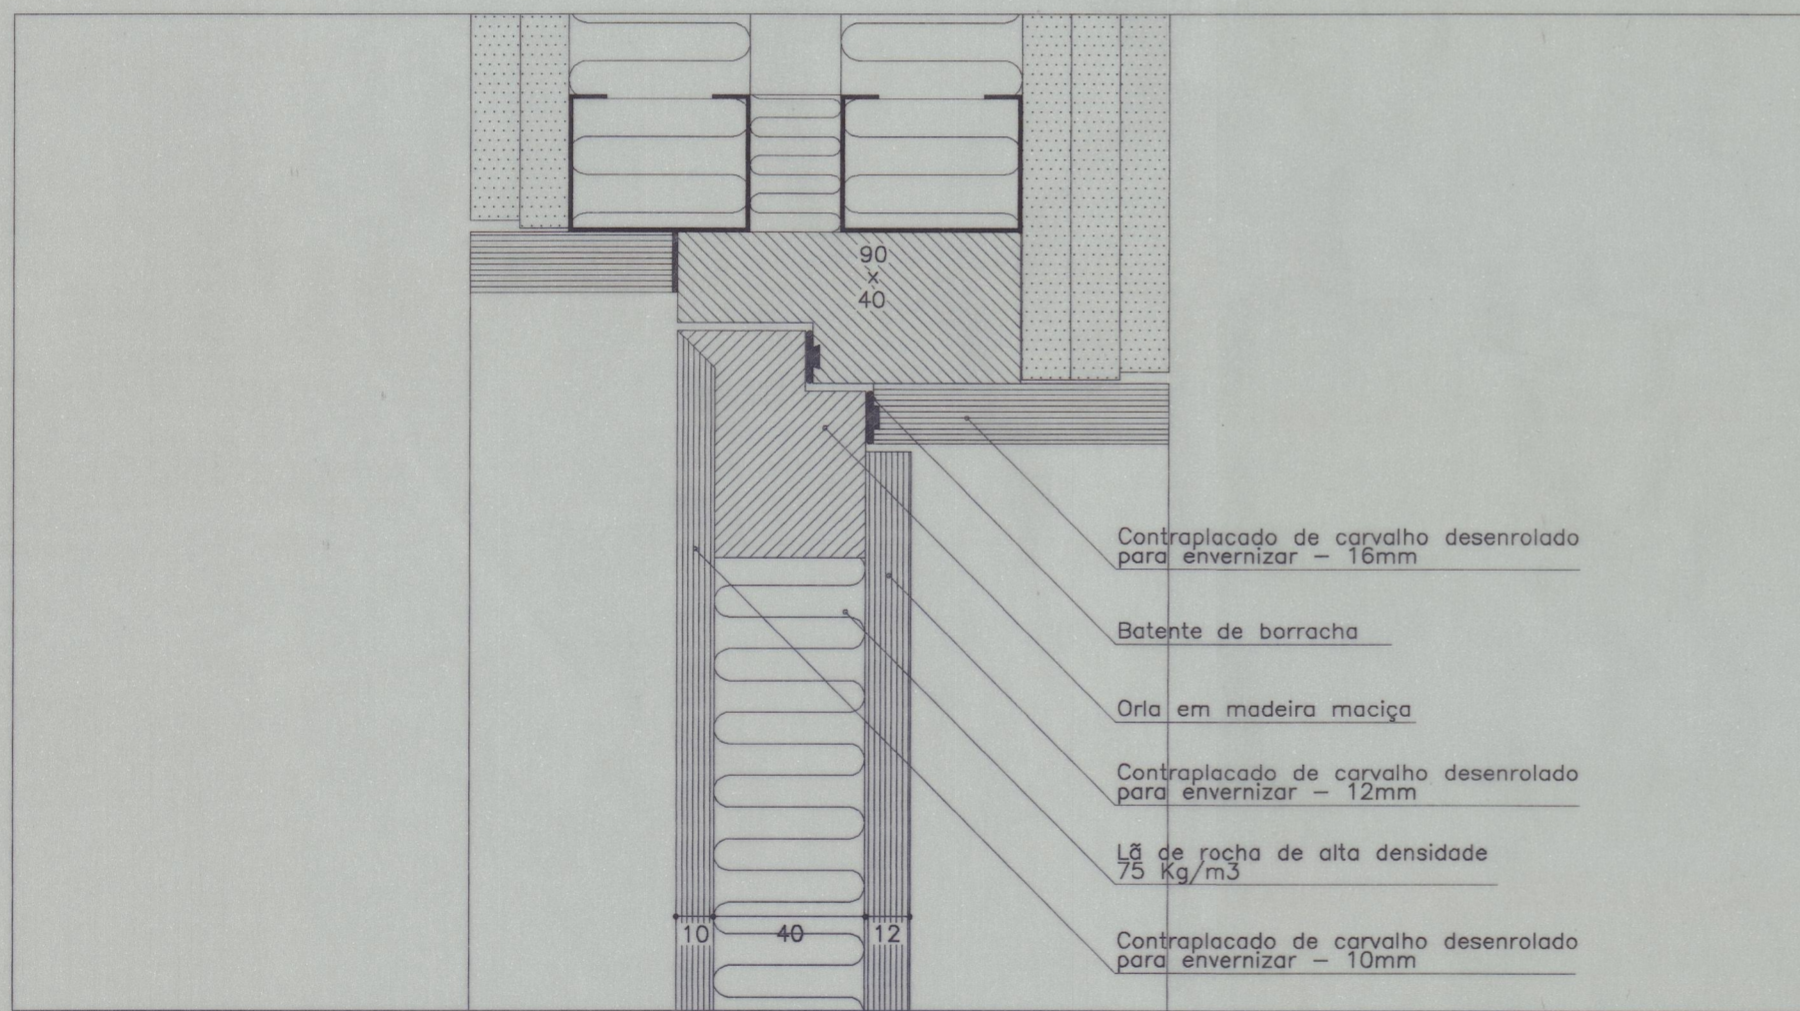 90
x
40
Contraplacado de carvalho desenrolado
para envernizar – 16mm
Batente de borracha
Orla em madeira maciça
Contraplacado de carvalho desenrolado
para envernizar – 12mm
Lã de rocha de alta densidade
75 Kg/m3
Contraplacado de carvalho desenrolado
para envernizar – 10mm
10 40 12